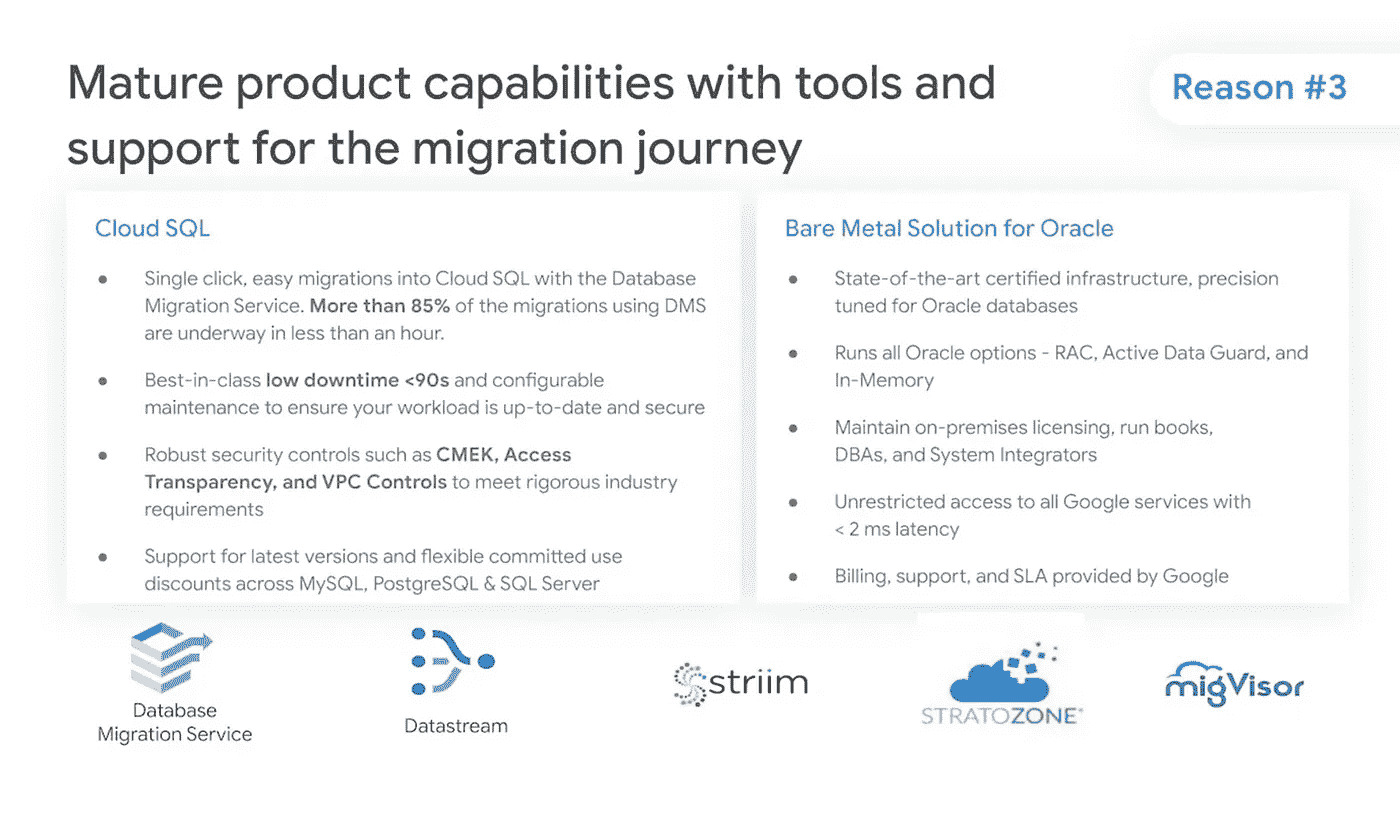 Mature product capabilities with tools and
support for the migration journey
Reason #3
Cloud SQL
● Single click, easy migrations into Cloud SQL with the Database
Migration Service. More than 85% of the migrations using DMS
are underway in less than an hour.
● Best-in-class low downtime <90s and configurable
maintenance to ensure your workload is up-to-date and secure
● Robust security controls such as CMEK, Access
Transparency, and VPC Controls to meet rigorous industry
requirements
● Support for latest versions and flexible committed use
discounts across MySQL, PostgreSQL & SQL Server
Bare Metal Solution for Oracle
● State-of-the-art certified infrastructure, precision
tuned for Oracle databases
● Runs all Oracle options - RAC, Active Data Guard, and
In-Memory
● Maintain on-premises licensing, run books,
DBAs, and System Integrators
● Unrestricted access to all Google services with
< 2 ms latency
● Billing, support, and SLA provided by Google
Database
Migration Service
Datastream
striim
STRATOZONE
migVisor